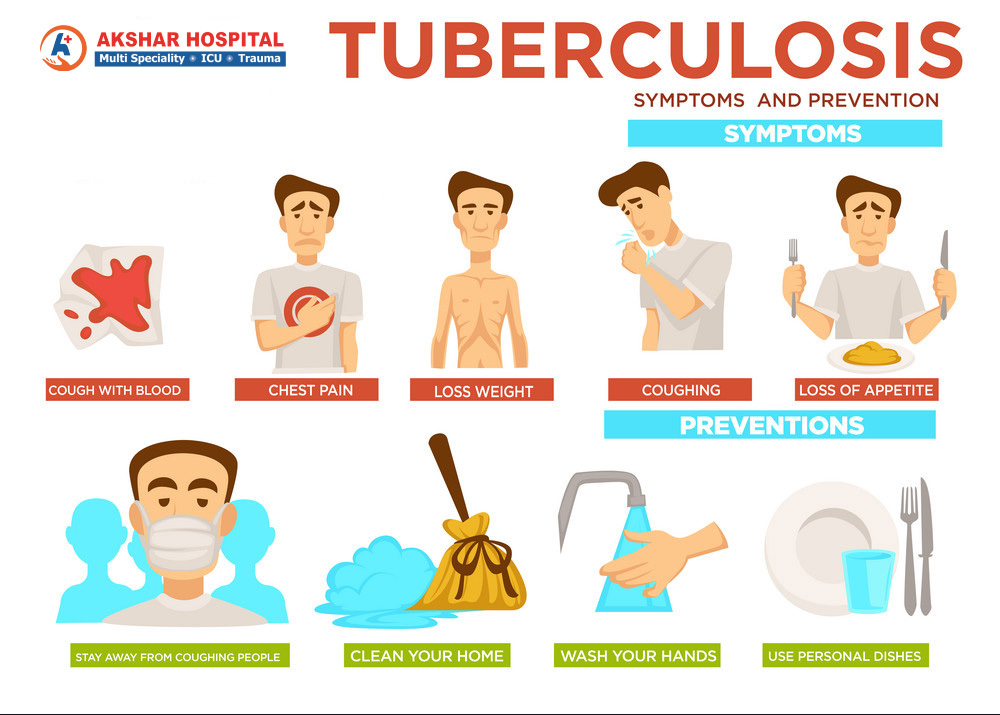 AKSHAR HOSPITAL
Multi Speciality • ICU • Trauma
TUBERCULOSIS
SYMPTOMS AND PREVENTION
SYMPTOMS
COUGH WITH BLOOD
CHEST PAIN
LOSS WEIGHT
COUGHING
LOSS OF APPETITE
PREVENTIONS
STAY AWAY FROM COUGHING PEOPLE
CLEAN YOUR HOME
WASH YOUR HANDS
USE PERSONAL DISHES